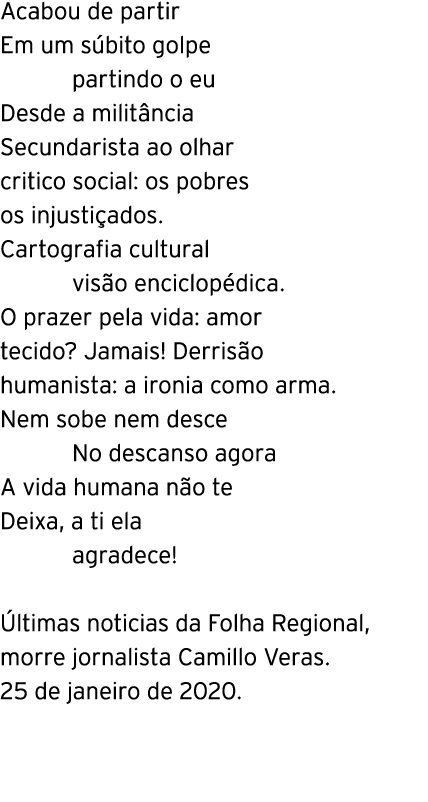 Acabou de partir
Em um súbito golpe
partindo o eu
Desde a militância
Secundarista ao olhar
critico social: os pobres
os injustiçados.
Cartografia cultural
visão enciclopédica.
O prazer pela vida: amor
tecido? Jamais! Derrisão
humanista: a ironia como arma.
Nem sobe nem desce
No descanso agora
A vida humana não te
Deixa, a ti ela
agradece!

Últimas noticias da Folha Regional,
morre jornalista Camillo Veras.
25 de janeiro de 2020.